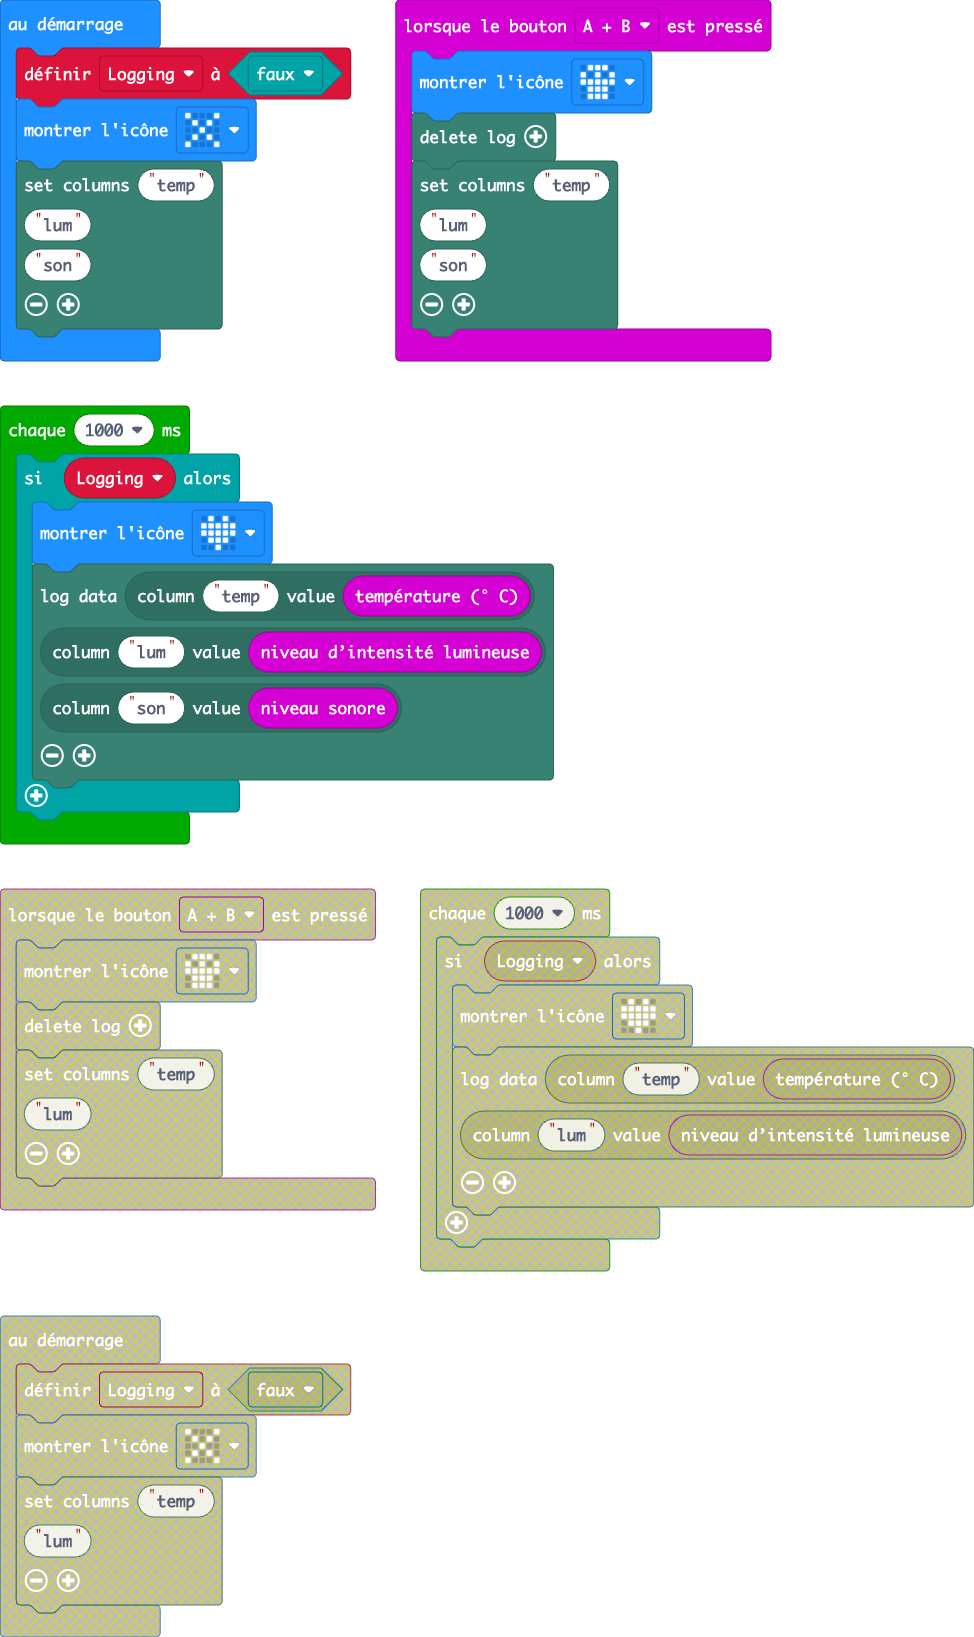 au démarrage
définir Logging à faux
montrer l'icône
set columns "temp"
"lum"
"son"
lorsque le bouton A + B est pressé
montrer l'icône
delete log
set columns "temp"
"lum"
"son"
chaque 1000 ms
si Logging alors
montrer l'icône
log data column "temp" value température (° C)
column "lum" value niveau d’intensité lumineuse
column "son" value niveau sonore
lorsque le bouton A + B est pressé
montrer l'icône
delete log
set columns "temp"
"lum"
chaque 1000 ms
si Logging alors
montrer l'icône
log data column "temp" value température (° C)
column "lum" value niveau d’intensité lumineuse
au démarrage
définir Logging à faux
montrer l'icône
set columns "temp"
"lum"